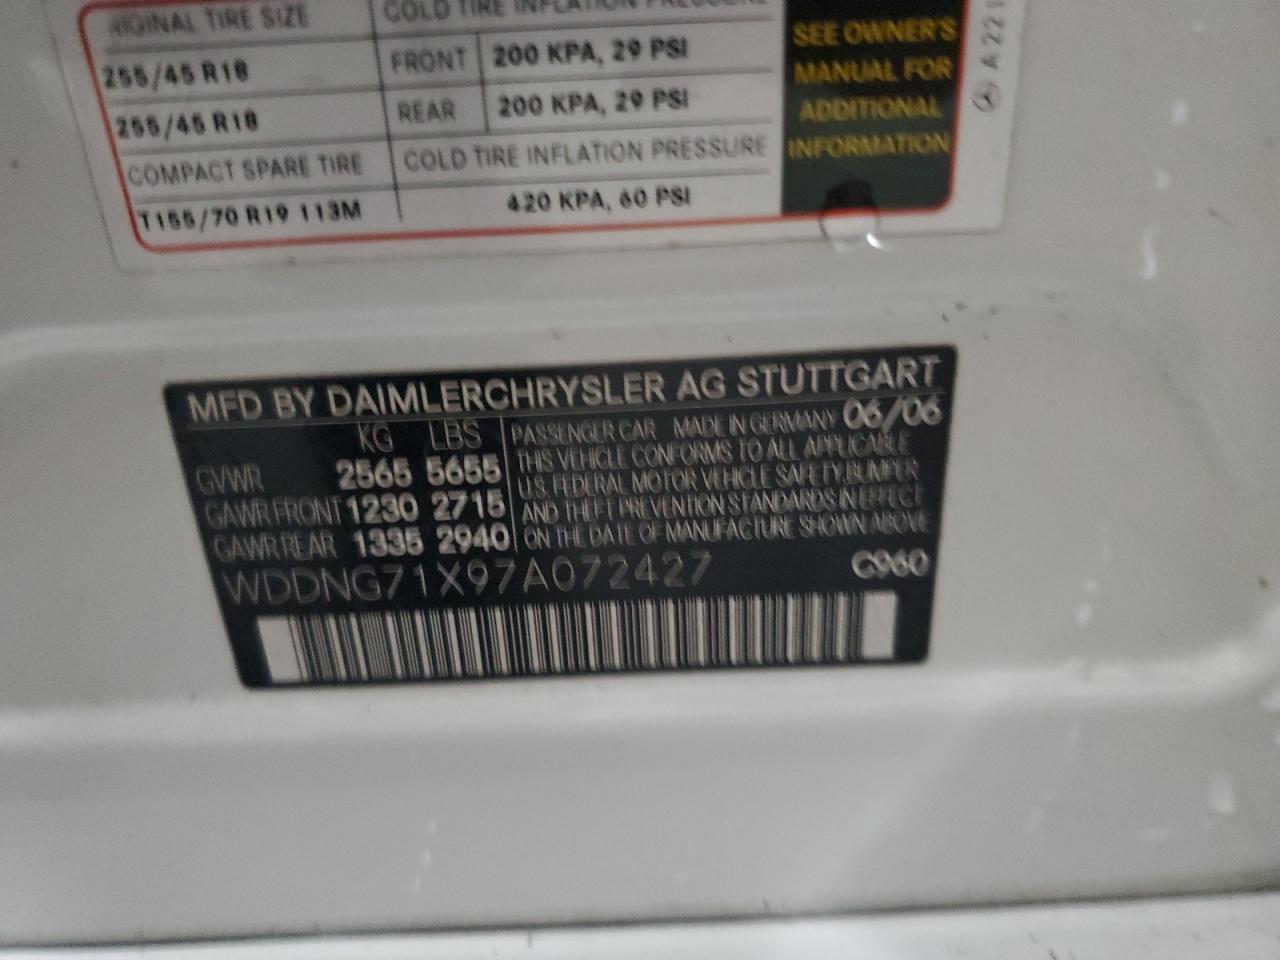 RIGINAL TIRE SIZE COLD TIRE INFLATION PRESSURE
255/45 R18 FRONT 200 KPA, 29 PSI
255/45 R18 REAR 200 KPA, 29 PSI
COMPACT SPARE TIRE COLD TIRE INFLATION PRESSURE
T155/70 R19 113M 420 KPA, 60 PSI
SEE OWNER'S
MANUAL FOR
ADDITIONAL
INFORMATION
A 221
MFD BY DAIMLERCHRYSLER AG STUTTGART
KG LBS
GVWR 2565 5655
GAWR FRONT 1230 2715
GAWR REAR 1335 2940
PASSENGER CAR MADE IN GERMANY 06/06
THIS VEHICLE CONFORMS TO ALL APPLICABLE
U.S. FEDERAL MOTOR VEHICLE SAFETY, BUMPER
AND THEFT PREVENTION STANDARDS IN EFFECT
ON THE DATE OF MANUFACTURE SHOWN ABOVE
WDDNG71X97A072427 C960